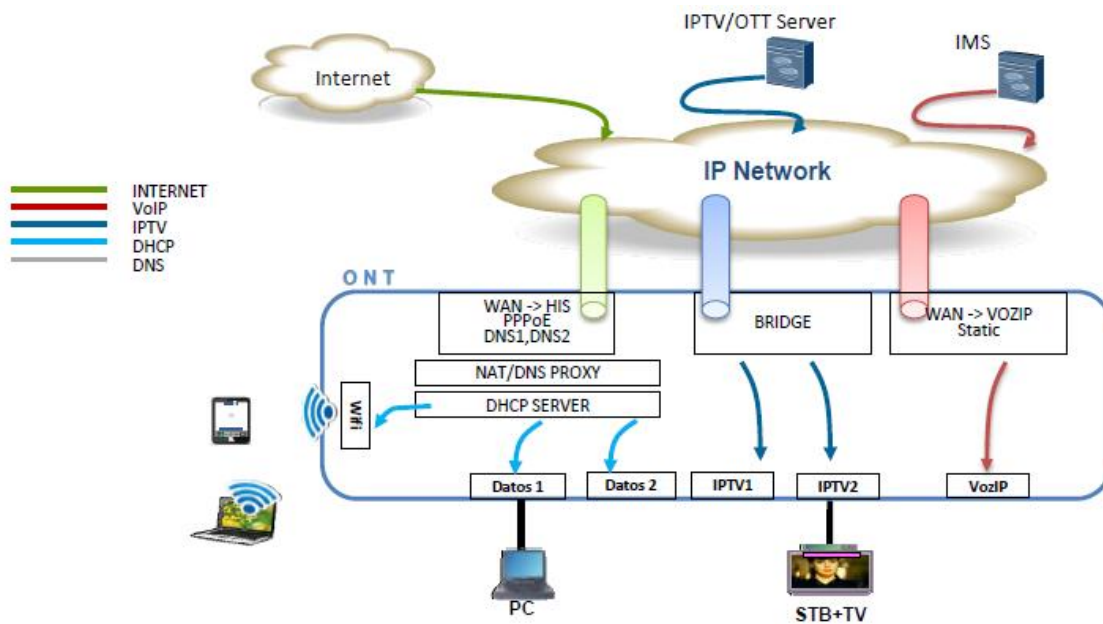 IPTV/OTT Server
IMS
Internet
IP Network
INTERNET
VoIP
IPTV
DHCP
DNS
ONT
WAN -> HIS
PPPoE
DNS1,DNS2
BRIDGE
WAN -> VOZIP
Static
NAT/DNS PROXY
DHCP SERVER
Wifi
Datos 1
Datos 2
IPTV1
IPTV2
VozIP
PC
STB+TV